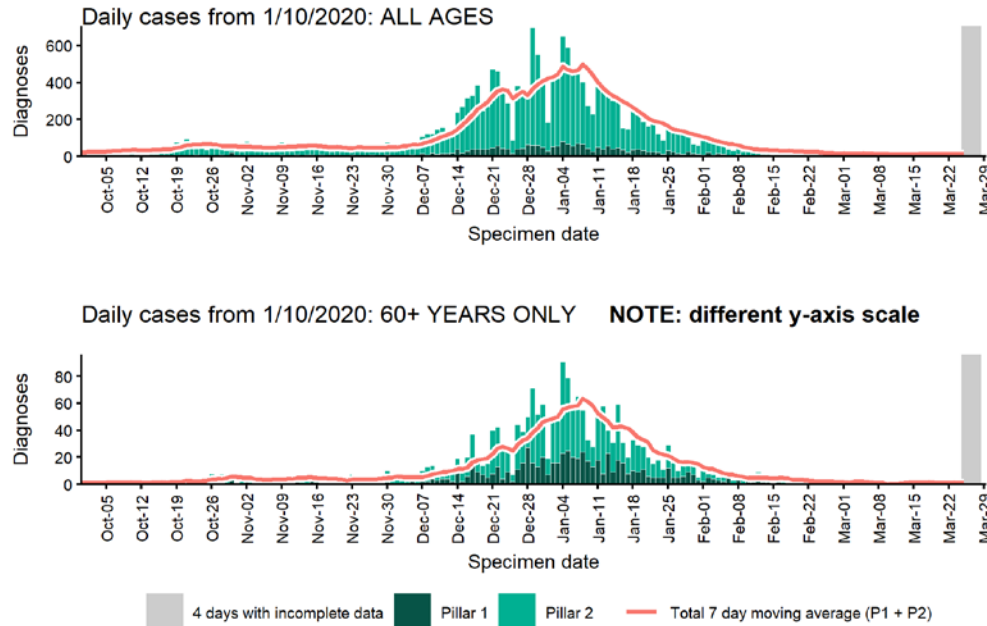 Daily cases from 1/10/2020: ALL AGES
Diagnoses
600
400
200
0
Oct-05
Oct-12
Oct-19
Oct-26
Nov-02
Nov-09
Nov-16
Nov-23
Nov-30
Dec-07
Dec-14
Dec-21
Dec-28
Jan-04
Jan-11
Jan-18
Jan-25
Feb-01
Feb-08
Feb-15
Feb-22
Mar-01
Mar-08
Mar-15
Mar-22
Mar-29
Specimen date
Daily cases from 1/10/2020: 60+ YEARS ONLY NOTE: different y-axis scale
Diagnoses
80
60
40
20
0
Oct-05
Oct-12
Oct-19
Oct-26
Nov-02
Nov-09
Nov-16
Nov-23
Nov-30
Dec-07
Dec-14
Dec-21
Dec-28
Jan-04
Jan-11
Jan-18
Jan-25
Feb-01
Feb-08
Feb-15
Feb-22
Mar-01
Mar-08
Mar-15
Mar-22
Mar-29
Specimen date
4 days with incomplete data Pillar 1 Pillar 2 Total 7 day moving average (P1 + P2)